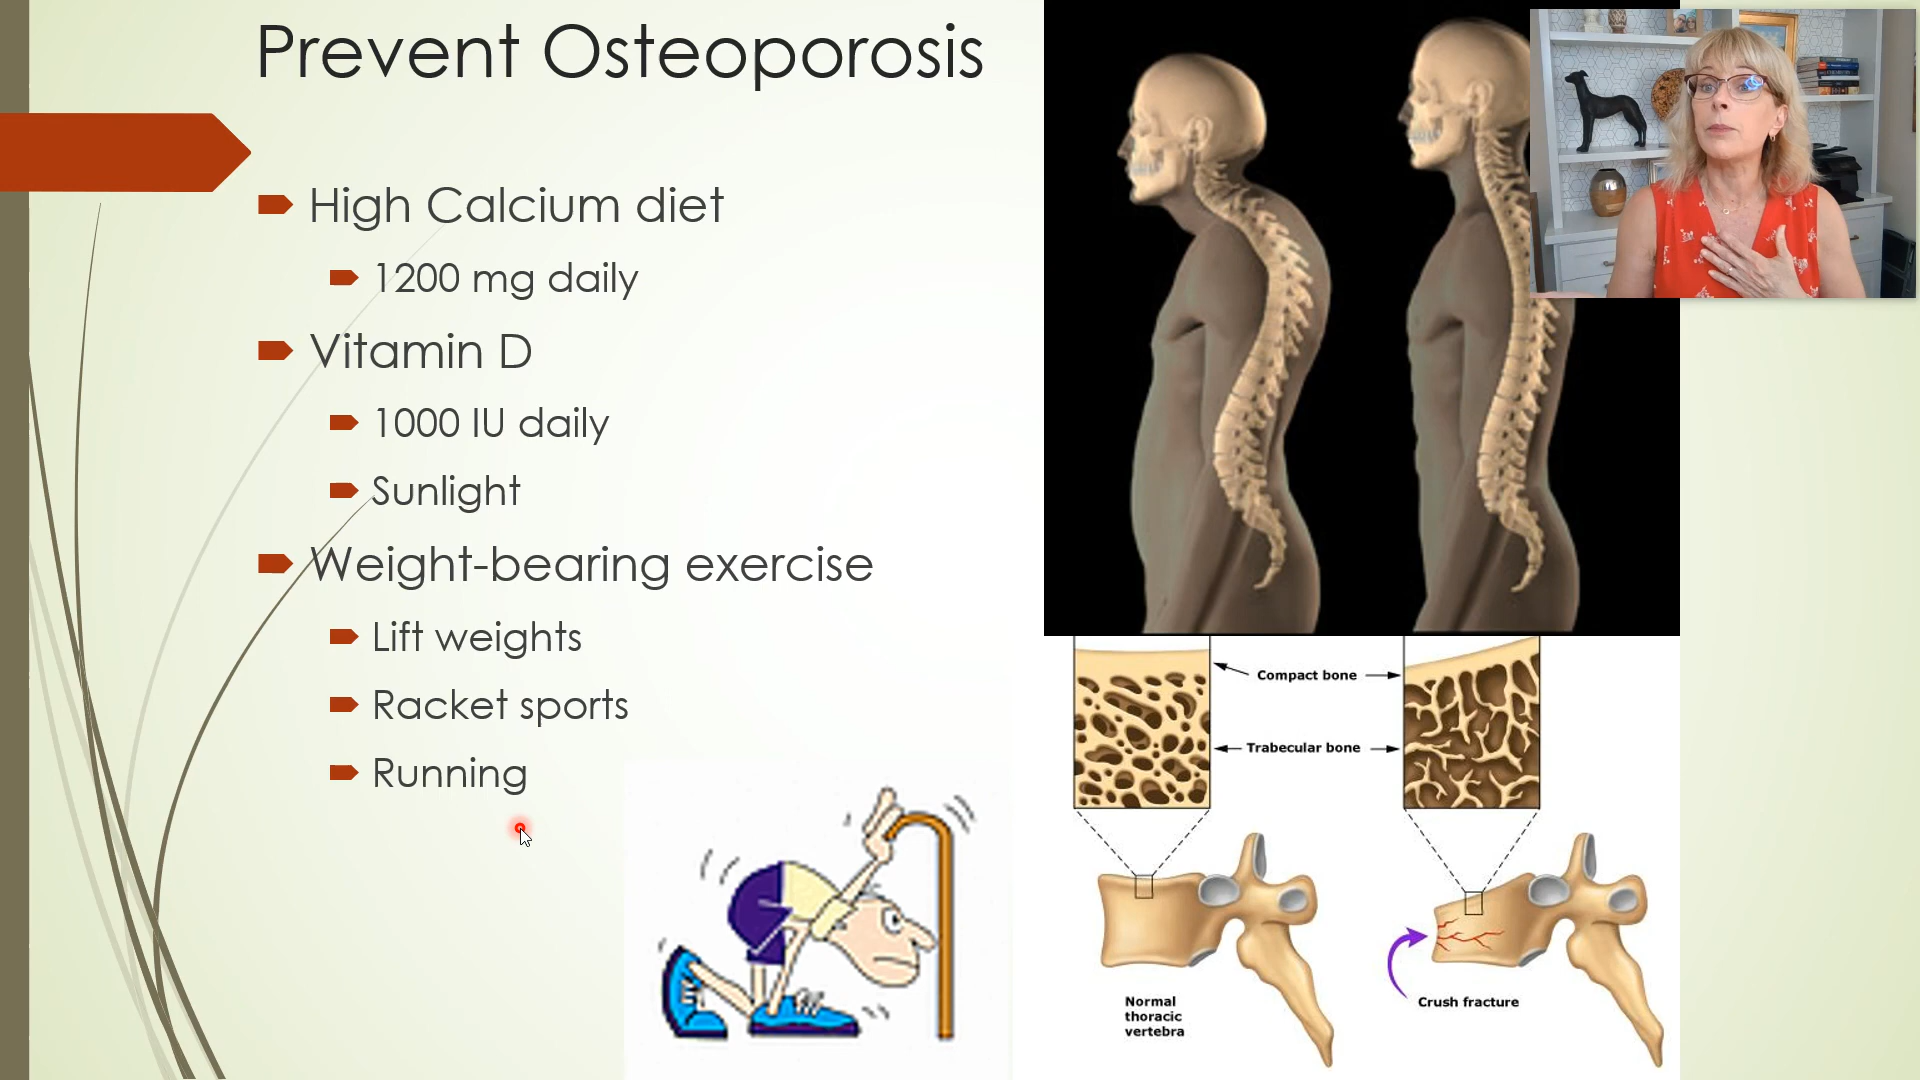 Prevent Osteoporosis
High Calcium diet
1200 mg daily
Vitamin D
1000 IU daily
Sunlight
Weight-bearing exercise
Lift weights
Racket sports
Running
Compact bone
Trabecular bone
Normal
thoracic
vertebra
Crush fracture